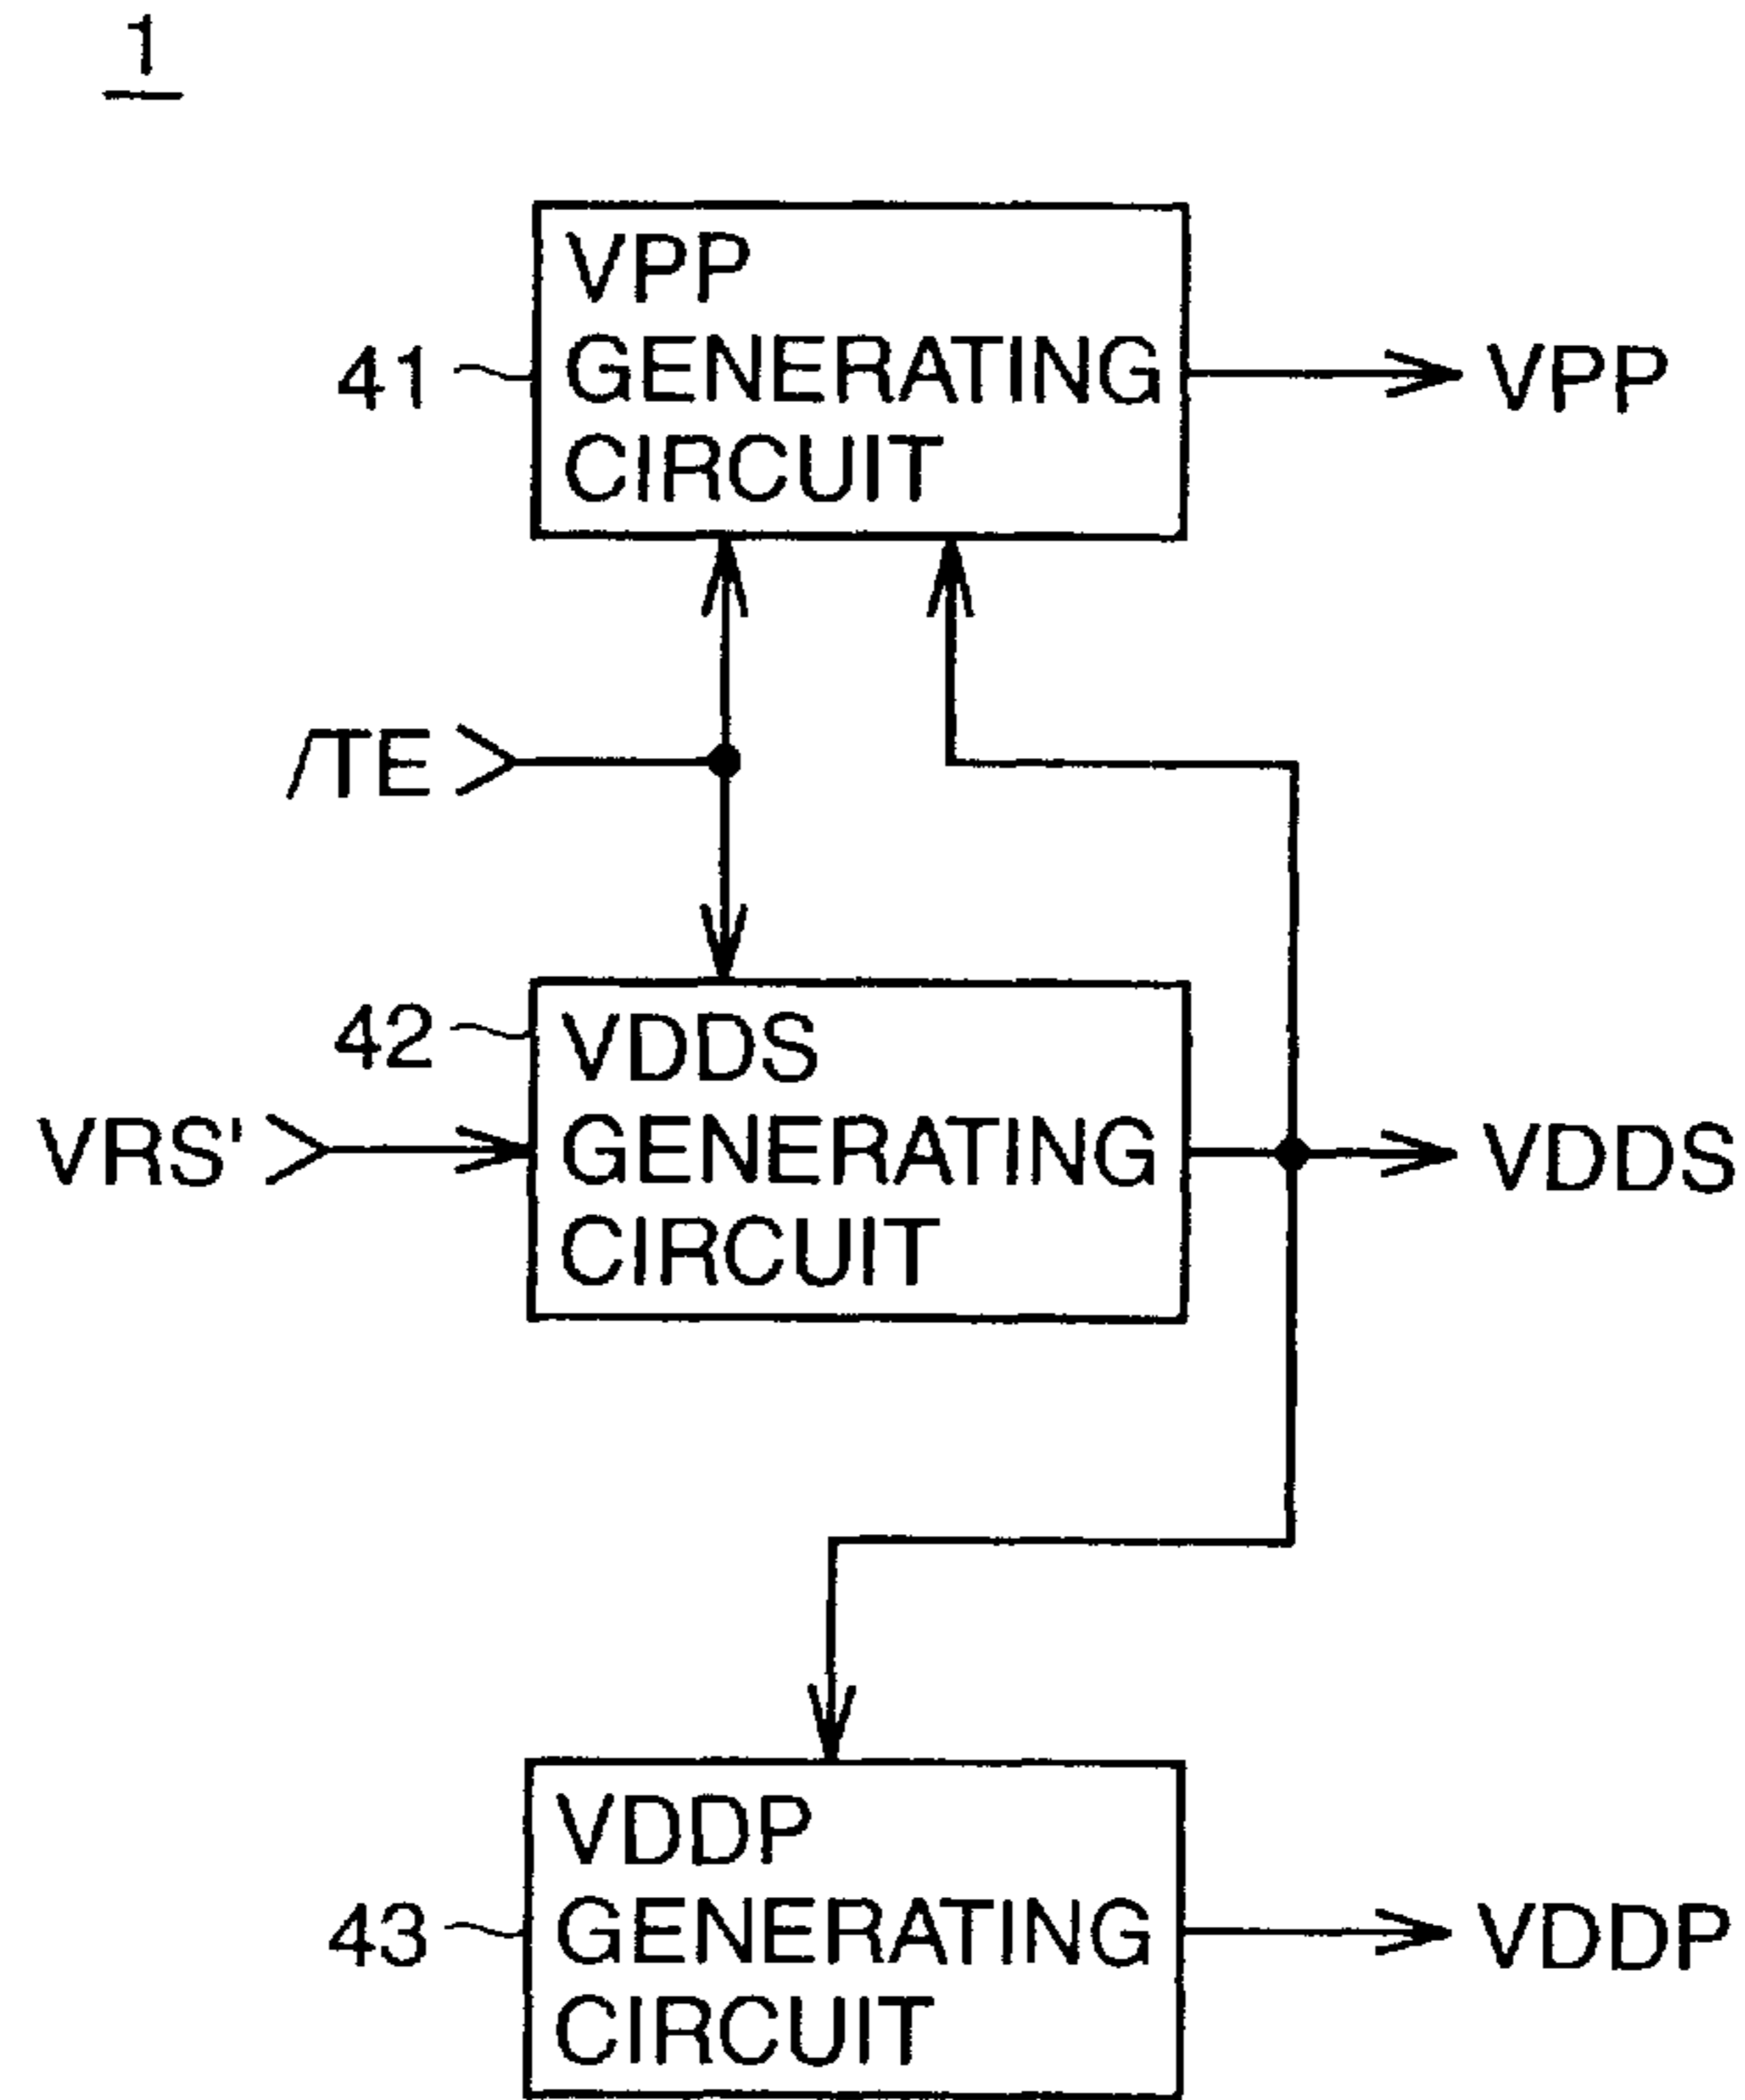 1
VPP
GENERATING
CIRCUIT
41
VPP
/TE
42
VDDS
GENERATING
CIRCUIT
VRS'
VDDS
VDDP
GENERATING
CIRCUIT
43
VDDP